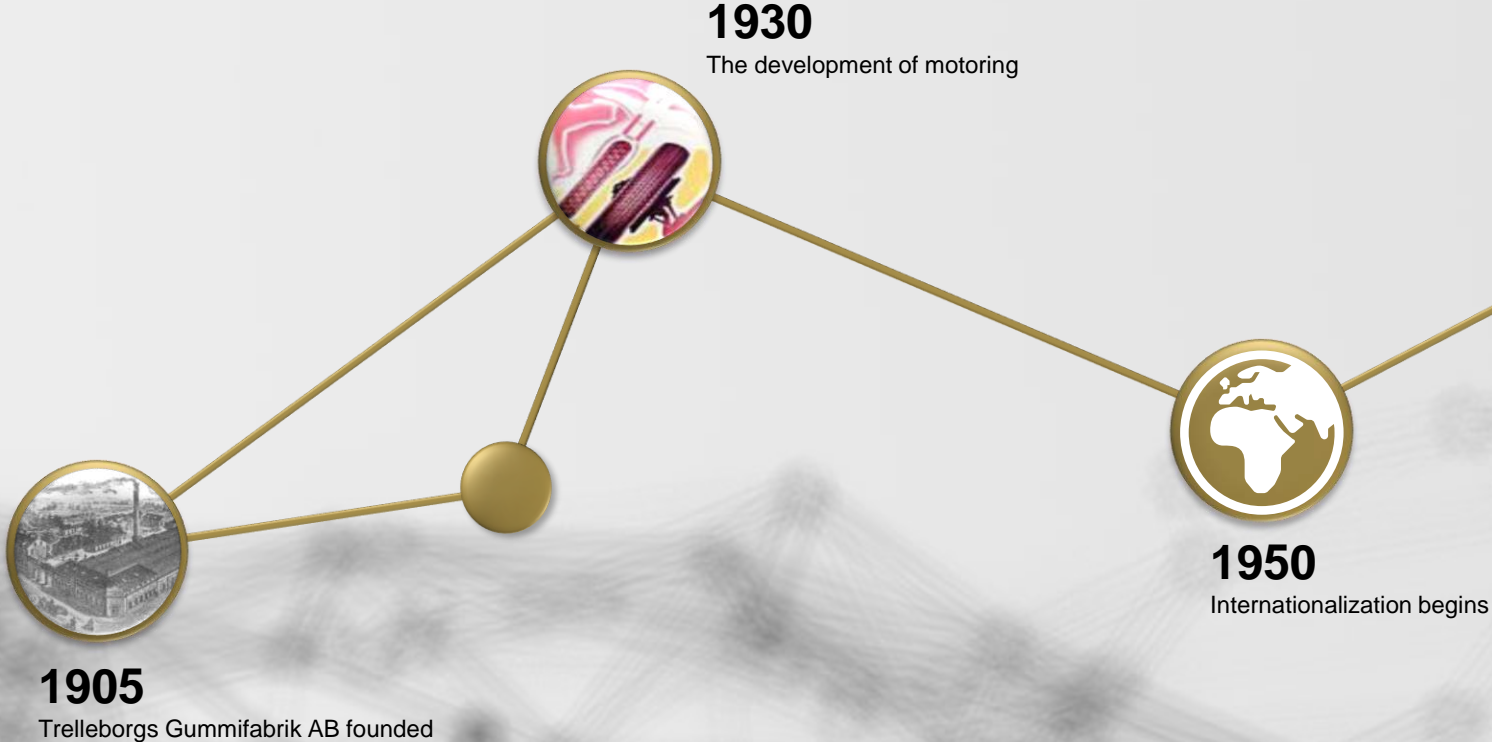 1930
The development of motoring
1950
Internationalization begins
1905
Trelleborgs Gummifabrik AB founded